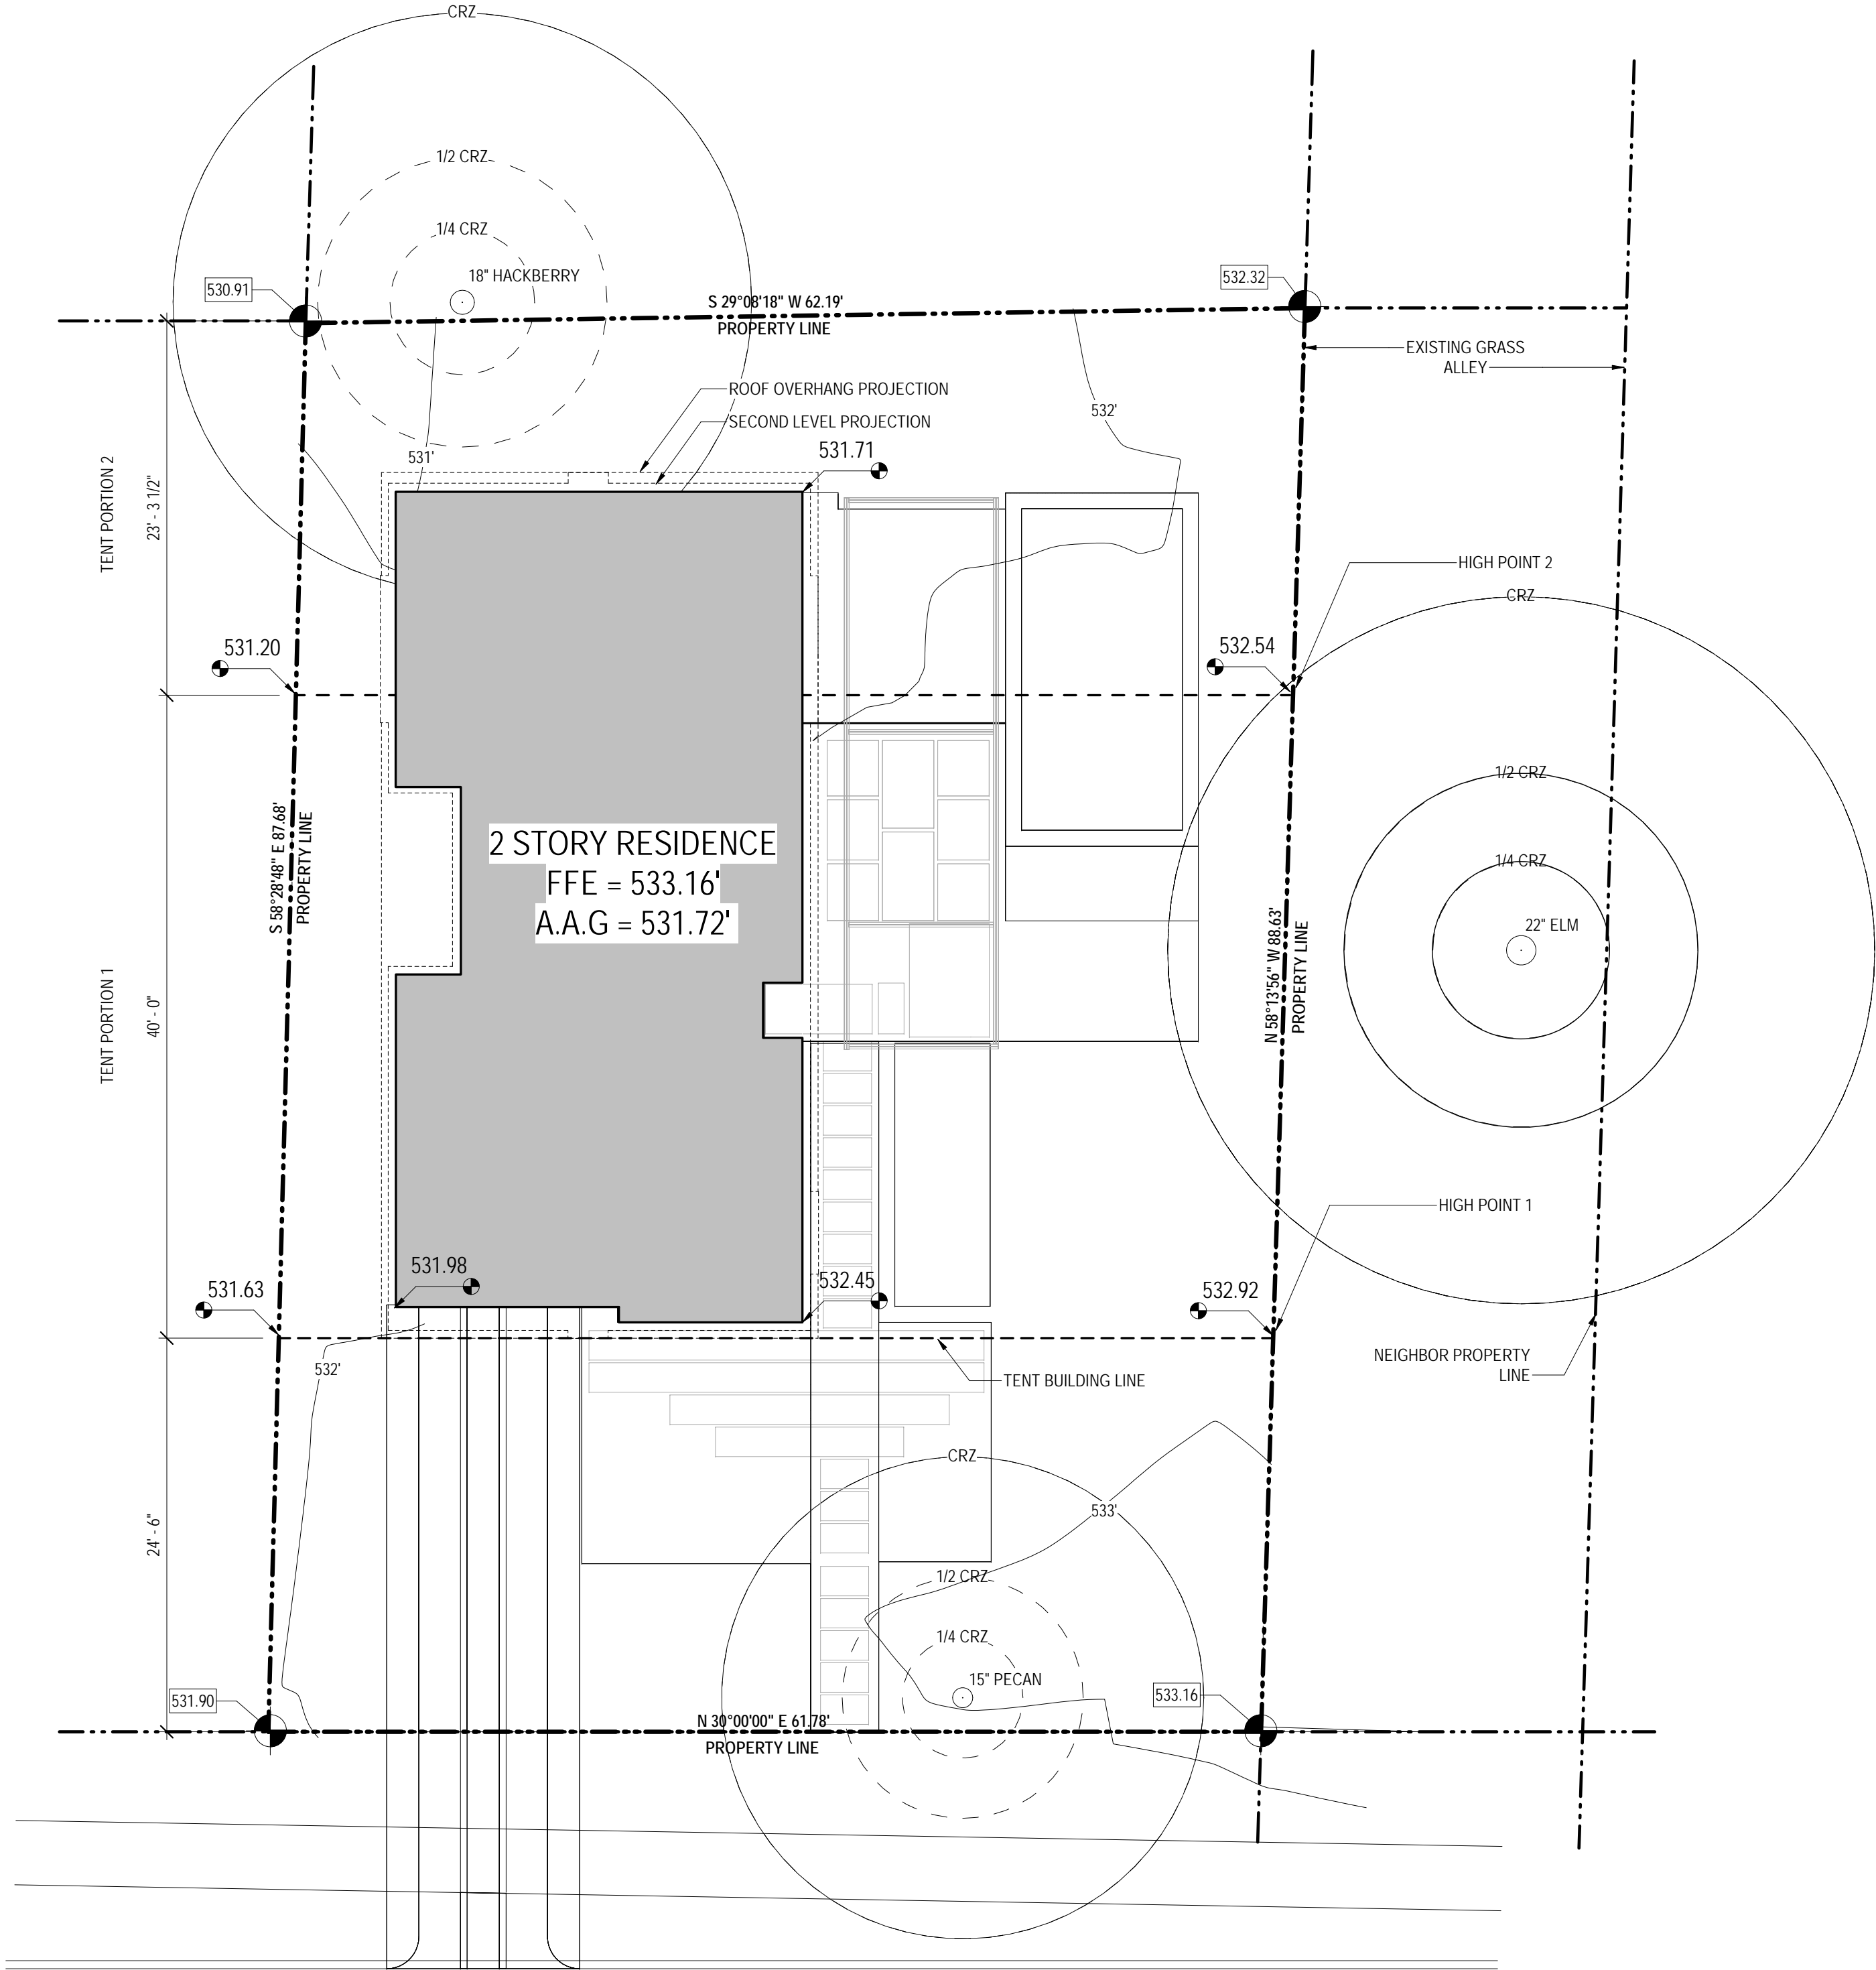 CRZ
1/2 CRZ
1/4 CRZ
18" HACKBERRY
530.91
532.32
S 29°08'18" W 62.19'
PROPERTY LINE
EXISTING GRASS
ALLEY
ROOF OVERHANG PROJECTION
532'
SECOND LEVEL PROJECTION
531.71
531'
TENT PORTION 2
23' - 3 1/2"
HIGH POINT 2
CRZ
531.20
532.54
1/2 CRZ
S 58°28'48" E 87.68'
PROPERTY LINE
2 STORY RESIDENCE
FFE = 533.16'
A.A.G = 531.72'
1/4 CRZ
22" ELM
N 58°13'56" W 88.63'
PROPERTY LINE
TENT PORTION 1
40' - 0"
HIGH POINT 1
531.98
532.45
531.63
532.92
532'
NEIGHBOR PROPERTY
LINE
TENT BUILDING LINE
CRZ
533'
24' - 6"
1/2 CRZ
1/4 CRZ
15" PECAN
531.90
533.16
N 30°00'00" E 61.78'
PROPERTY LINE